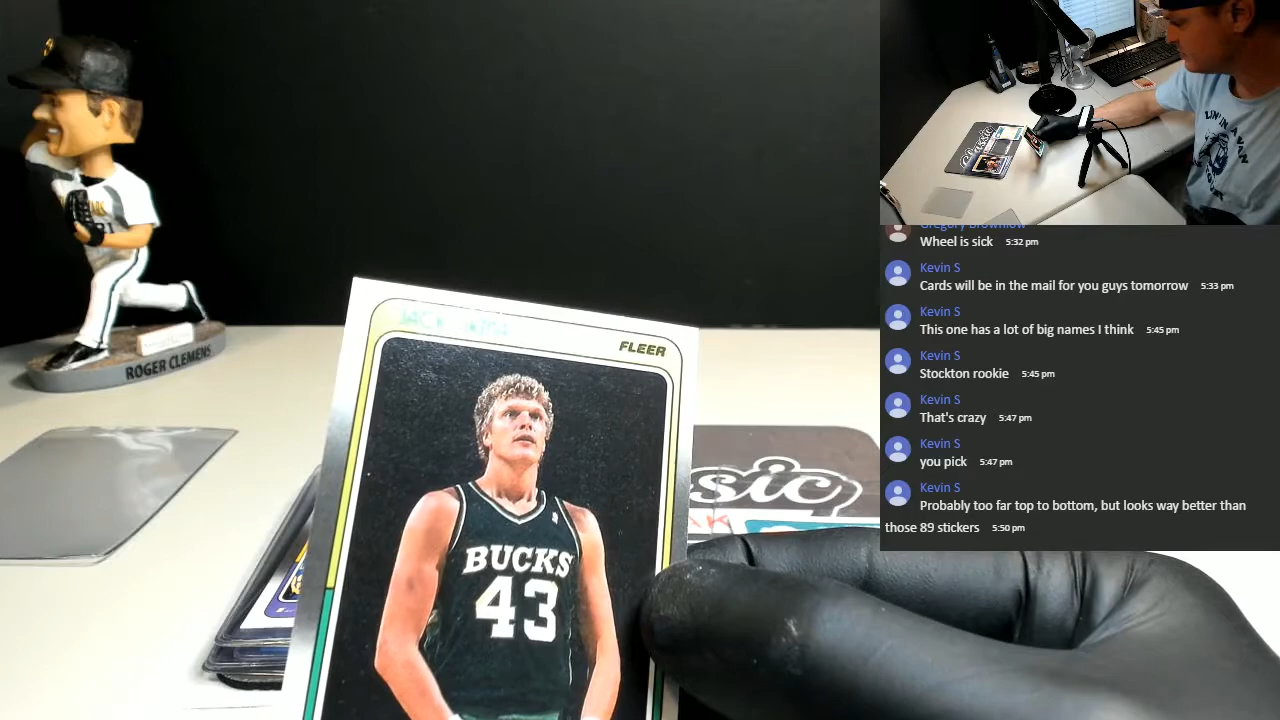 JACK SIKMA
FLEER
BUCKS
43
ROGER CLEMENS
Classic
Wheel is sick 5:32 pm
Kevin S
Cards will be in the mail for you guys tomorrow 5:33 pm
Kevin S
This one has a lot of big names I think 5:45 pm
Kevin S
Stockton rookie 5:45 pm
Kevin S
That's crazy 5:47 pm
Kevin S
you pick 5:47 pm
Kevin S
Probably too far top to bottom, but looks way better than
those 89 stickers 5:50 pm